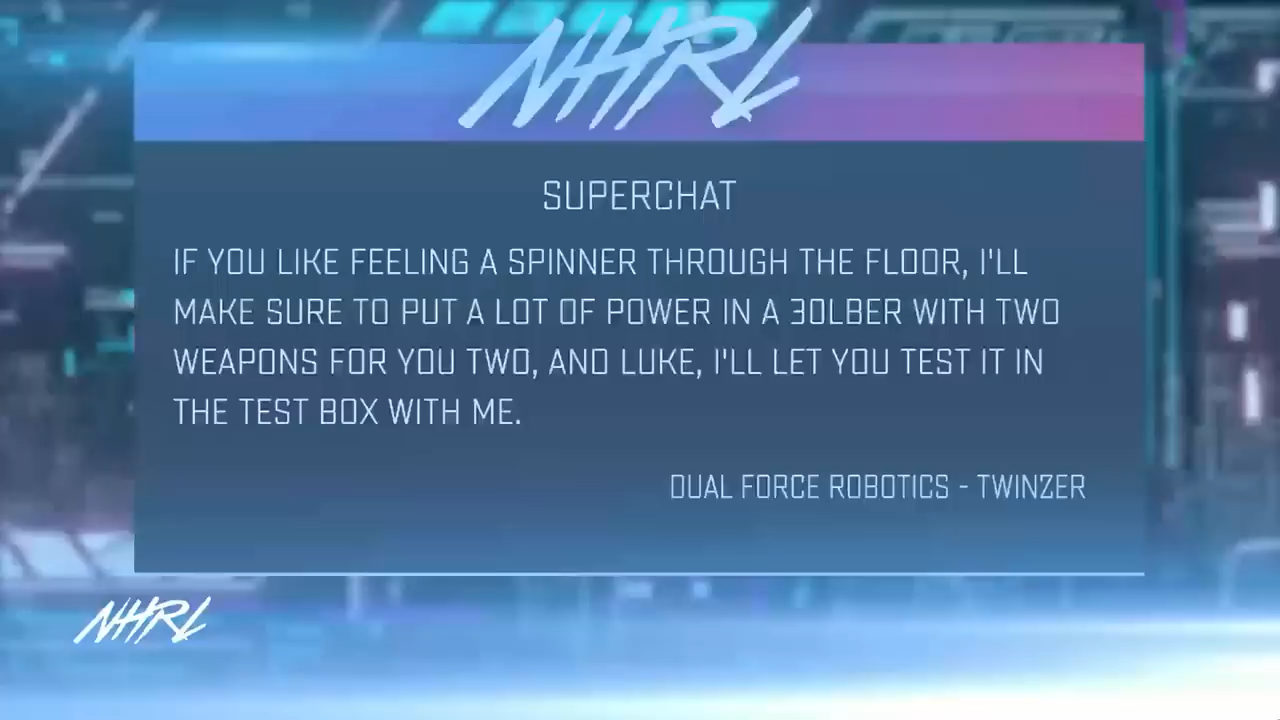 NHRL
SUPERCHAT
IF YOU LIKE FEELING A SPINNER THROUGH THE FLOOR, I'LL
MAKE SURE TO PUT A LOT OF POWER IN A 30LBER WITH TWO
WEAPONS FOR YOU TWO, AND LUKE, I'LL LET YOU TEST IT IN
THE TEST BOX WITH ME.
DUAL FORCE ROBOTICS - TWINZER
NHRL